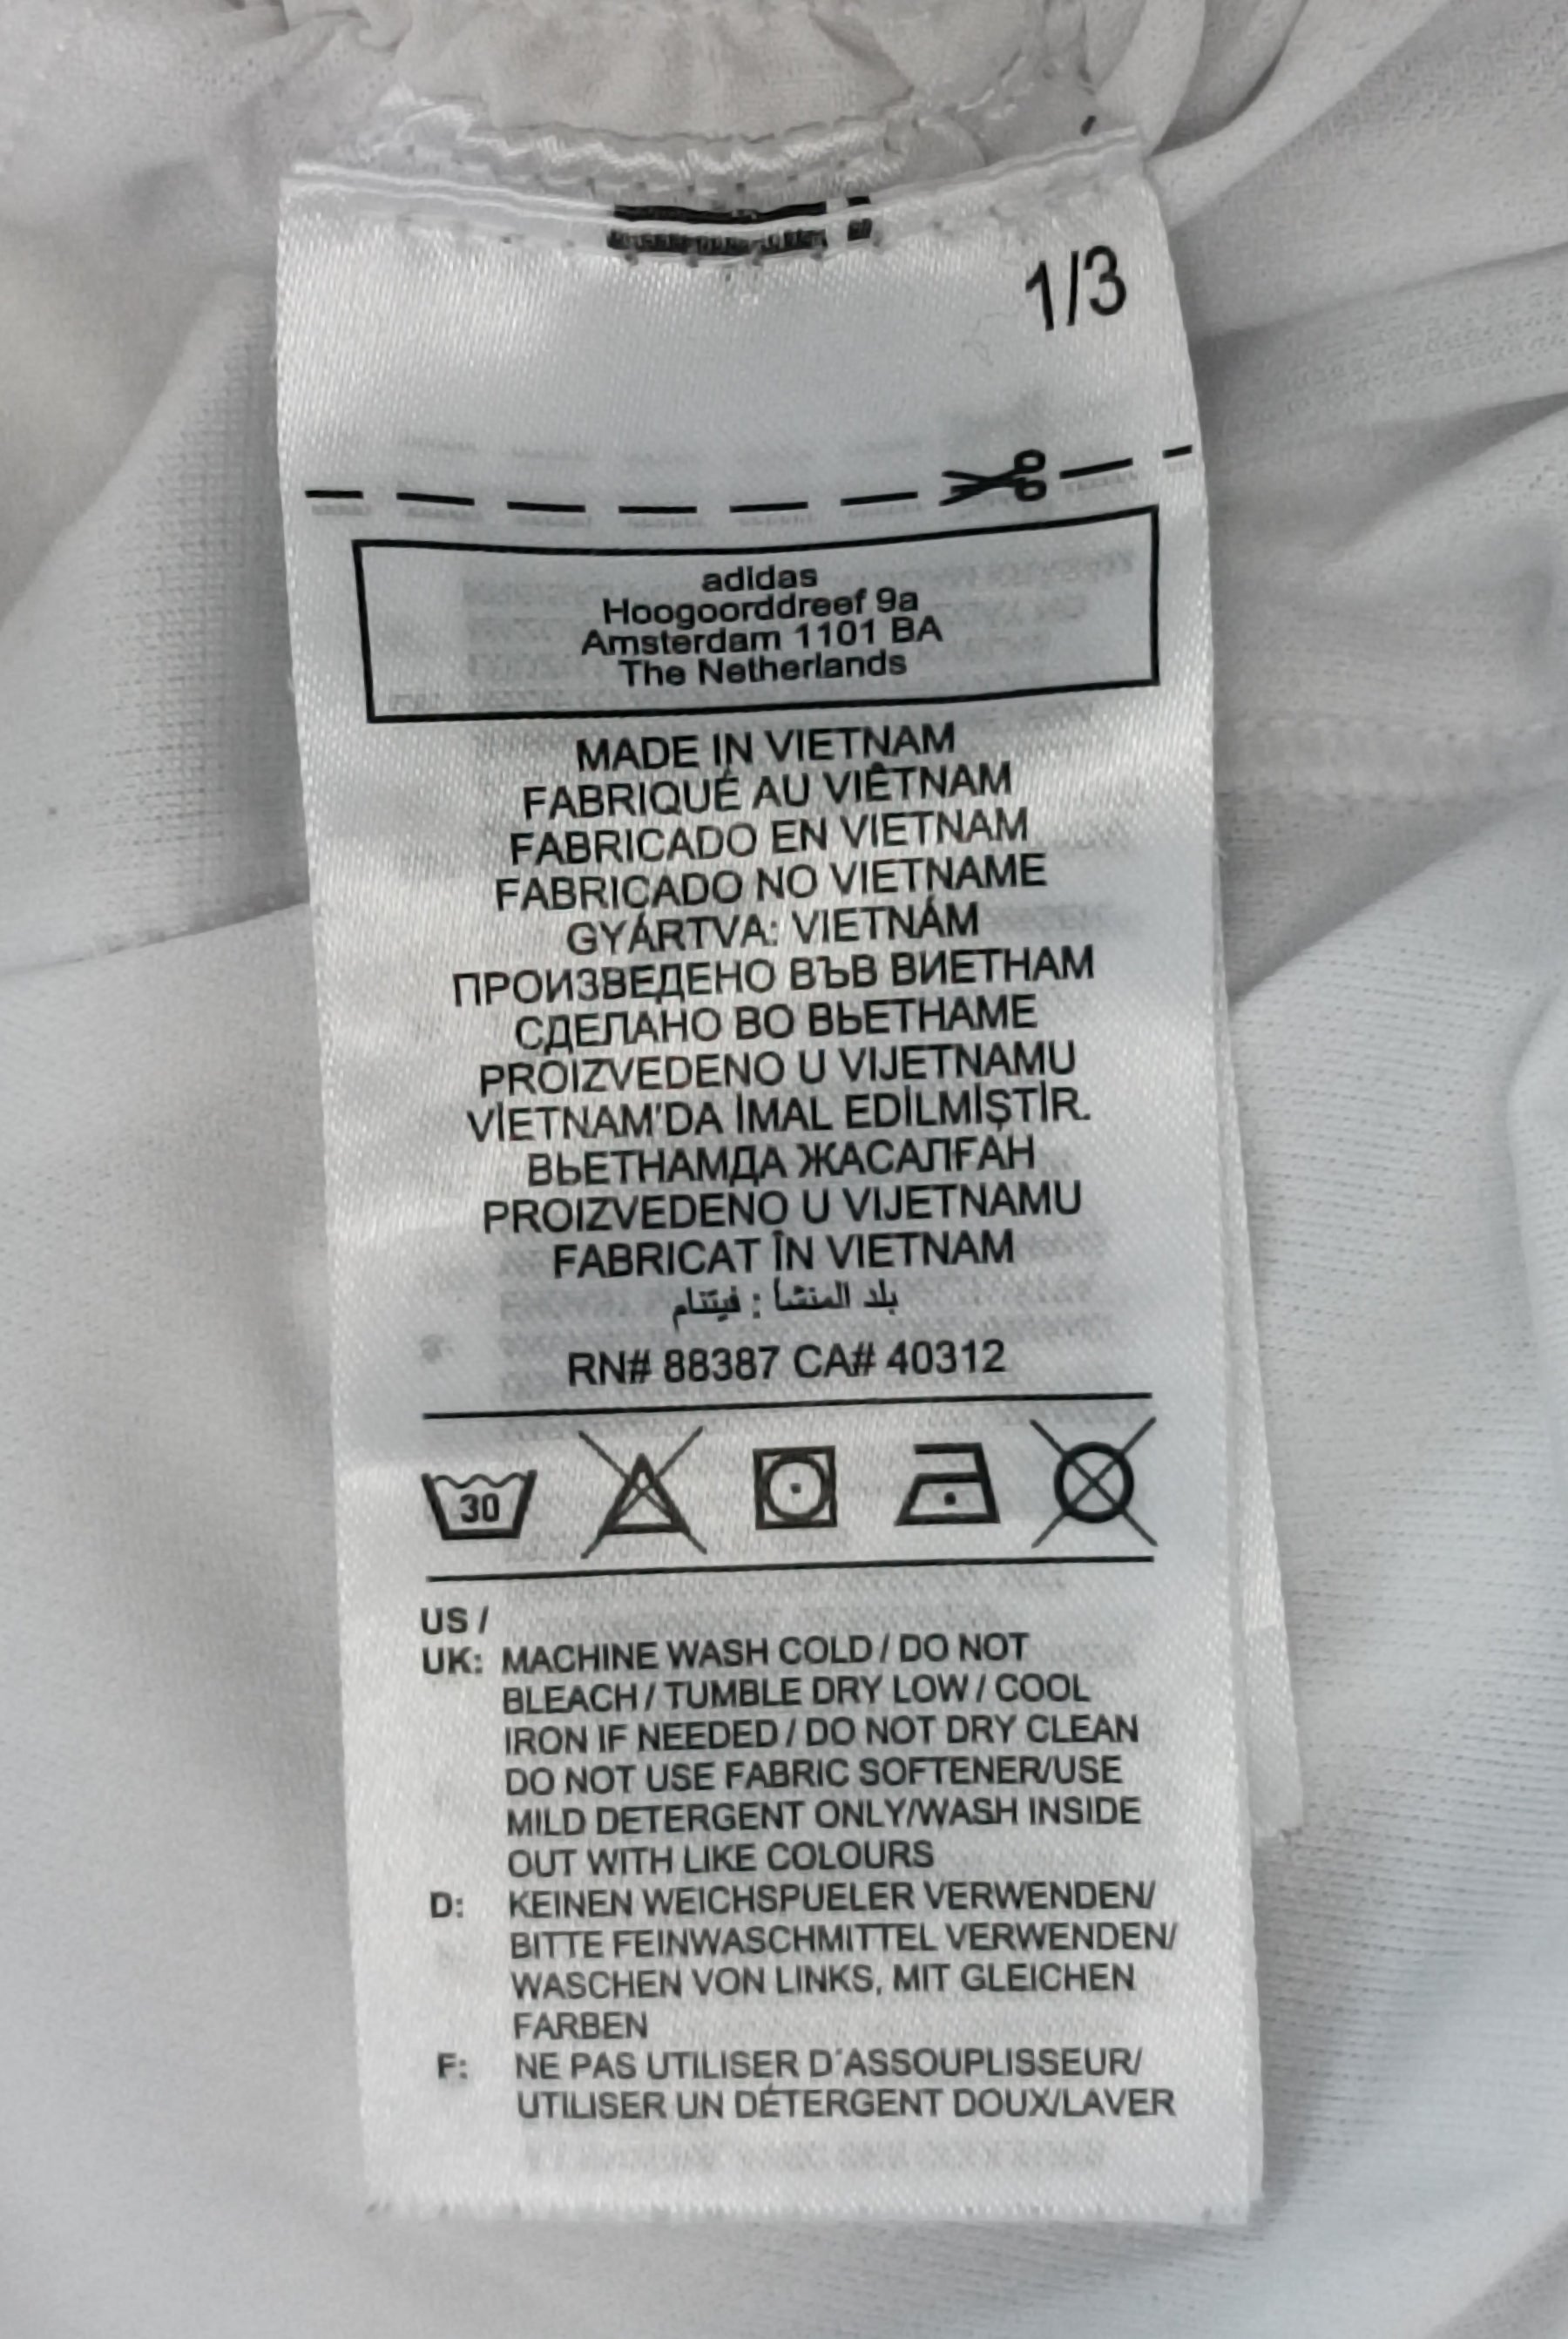 1/3
adidas
Hoogoorddreef 9a
Amsterdam 1101 BA
The Netherlands
MADE IN VIETNAM
FABRIQUÉ AU VIÊTNAM
FABRICADO EN VIETNAM
FABRICADO NO VIETNAME
GYÁRTVA: VIETNÁM
ПРОИЗВЕДЕНО ВЪВ ВИЕТНАМ
СДЕЛАНО ВО ВЬЕТНАМЕ
PROIZVEDENO U VIJETNAMU
VİETNAM'DA İMAL EDİLMİŞTİR.
ВЬЕТНАМДА ЖАСАЛҒАН
PROIZVEDENO U VIJETNAMU
FABRICAT ÎN VIETNAM
بلد المنشأ : فيتنام
RN# 88387 CA# 40312
30
US /
UK: MACHINE WASH COLD / DO NOT
BLEACH / TUMBLE DRY LOW / COOL
IRON IF NEEDED / DO NOT DRY CLEAN
DO NOT USE FABRIC SOFTENER/USE
MILD DETERGENT ONLY/WASH INSIDE
OUT WITH LIKE COLOURS
D: KEINEN WEICHSPUELER VERWENDEN/
BITTE FEINWASCHMITTEL VERWENDEN/
WASCHEN VON LINKS, MIT GLEICHEN
FARBEN
F: NE PAS UTILISER D'ASSOUPLISSEUR/
UTILISER UN DÉTERGENT DOUX/LAVER